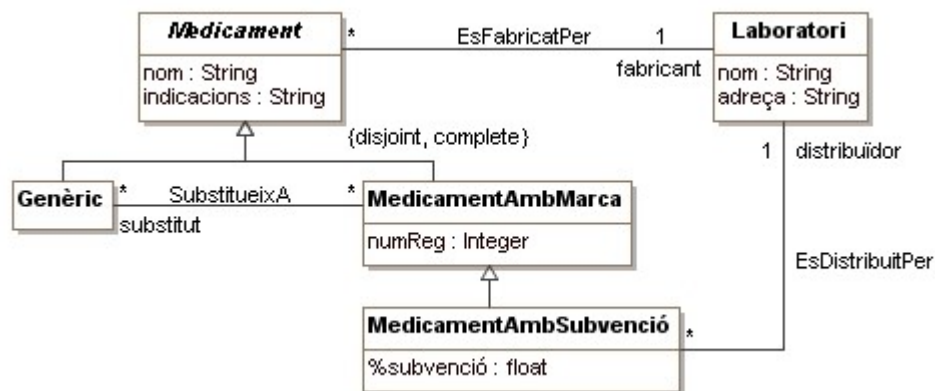 Medicament
* EsFabricatPer 1
Laboratori
nom : String
indicacions : String
fabricant
nom : String
adreça : String
{disjoint, complete}
1 distribuïdor
Genèric
* SubstitueixA *
substitut
MedicamentAmbMarca
numReg : Integer
EsDistribuitPer
MedicamentAmbSubvenció
*
%subvenció : float